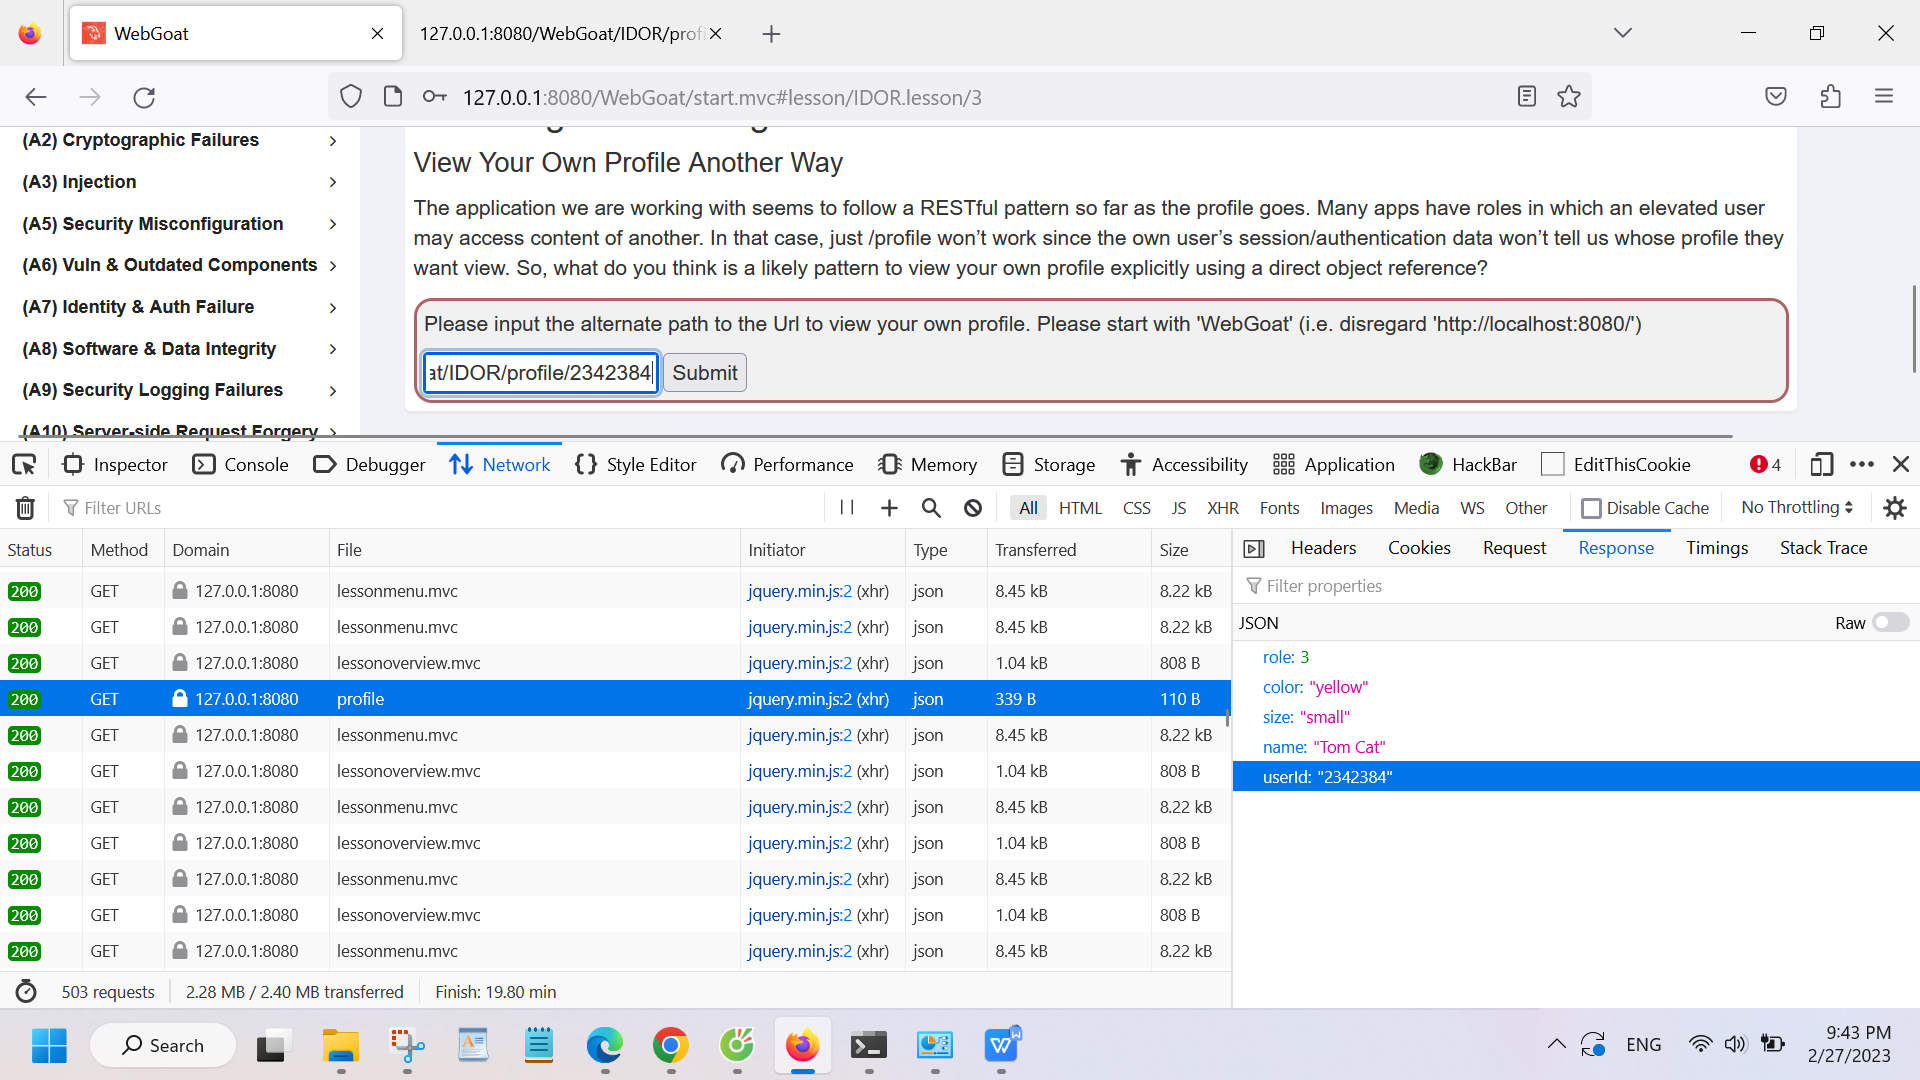 WebGoat
127.0.0.1:8080/WebGoat/IDOR/prof
127.0.0.1:8080/WebGoat/start.mvc#lesson/IDOR.lesson/3
(A2) Cryptographic Failures
(A3) Injection
(A5) Security Misconfiguration
(A6) Vuln & Outdated Components
(A7) Identity & Auth Failure
(A8) Software & Data Integrity
(A9) Security Logging Failures
(A10) Server-side Request Forgery
View Your Own Profile Another Way
The application we are working with seems to follow a RESTful pattern so far as the profile goes. Many apps have roles in which an elevated user
may access content of another. In that case, just /profile won’t work since the own user’s session/authentication data won’t tell us whose profile they
want view. So, what do you think is a likely pattern to view your own profile explicitly using a direct object reference?
Please input the alternate path to the Url to view your own profile. Please start with 'WebGoat' (i.e. disregard 'http://localhost:8080/')
at/IDOR/profile/2342384 Submit
Inspector Console Debugger Network Style Editor Performance Memory Storage Accessibility Application HackBar EditThisCookie 4
Filter URLs All HTML CSS JS XHR Fonts Images Media WS Other Disable Cache No Throttling
Status Method Domain File Initiator Type Transferred Size
200 GET 127.0.0.1:8080 lessonmenu.mvc jquery.min.js:2 (xhr) json 8.45 kB 8.22 kB
200 GET 127.0.0.1:8080 lessonmenu.mvc jquery.min.js:2 (xhr) json 8.45 kB 8.22 kB
200 GET 127.0.0.1:8080 lessonoverview.mvc jquery.min.js:2 (xhr) json 1.04 kB 808 B
200 GET 127.0.0.1:8080 profile jquery.min.js:2 (xhr) json 339 B 110 B
200 GET 127.0.0.1:8080 lessonmenu.mvc jquery.min.js:2 (xhr) json 8.45 kB 8.22 kB
200 GET 127.0.0.1:8080 lessonoverview.mvc jquery.min.js:2 (xhr) json 1.04 kB 808 B
200 GET 127.0.0.1:8080 lessonmenu.mvc jquery.min.js:2 (xhr) json 8.45 kB 8.22 kB
200 GET 127.0.0.1:8080 lessonoverview.mvc jquery.min.js:2 (xhr) json 1.04 kB 808 B
200 GET 127.0.0.1:8080 lessonmenu.mvc jquery.min.js:2 (xhr) json 8.45 kB 8.22 kB
200 GET 127.0.0.1:8080 lessonoverview.mvc jquery.min.js:2 (xhr) json 1.04 kB 808 B
200 GET 127.0.0.1:8080 lessonmenu.mvc jquery.min.js:2 (xhr) json 8.45 kB 8.22 kB
503 requests 2.28 MB / 2.40 MB transferred Finish: 19.80 min
Headers Cookies Request Response Timings Stack Trace
Filter properties
JSON Raw
role: 3
color: "yellow"
size: "small"
name: "Tom Cat"
userId: "2342384"
Search
ENG
9:43 PM
2/27/2023